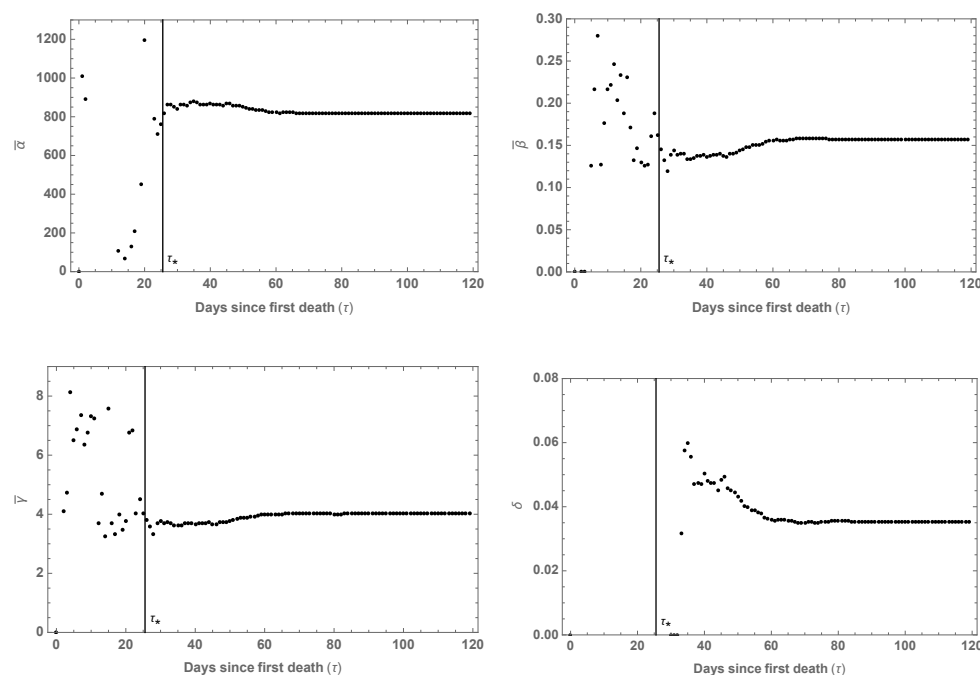 1200
1000
800
600
400
200
0
ᾱ
τ*
0 20 40 60 80 100 120
Days since first death (τ)
0.30
0.25
0.20
0.15
0.10
0.05
0.00
β̄
τ*
0 20 40 60 80 100 120
Days since first death (τ)
8
6
4
2
0
γ̄
τ*
0 20 40 60 80 100 120
Days since first death (τ)
0.08
0.06
0.04
0.02
0.00
δ
τ*
0 20 40 60 80 100 120
Days since first death (τ)